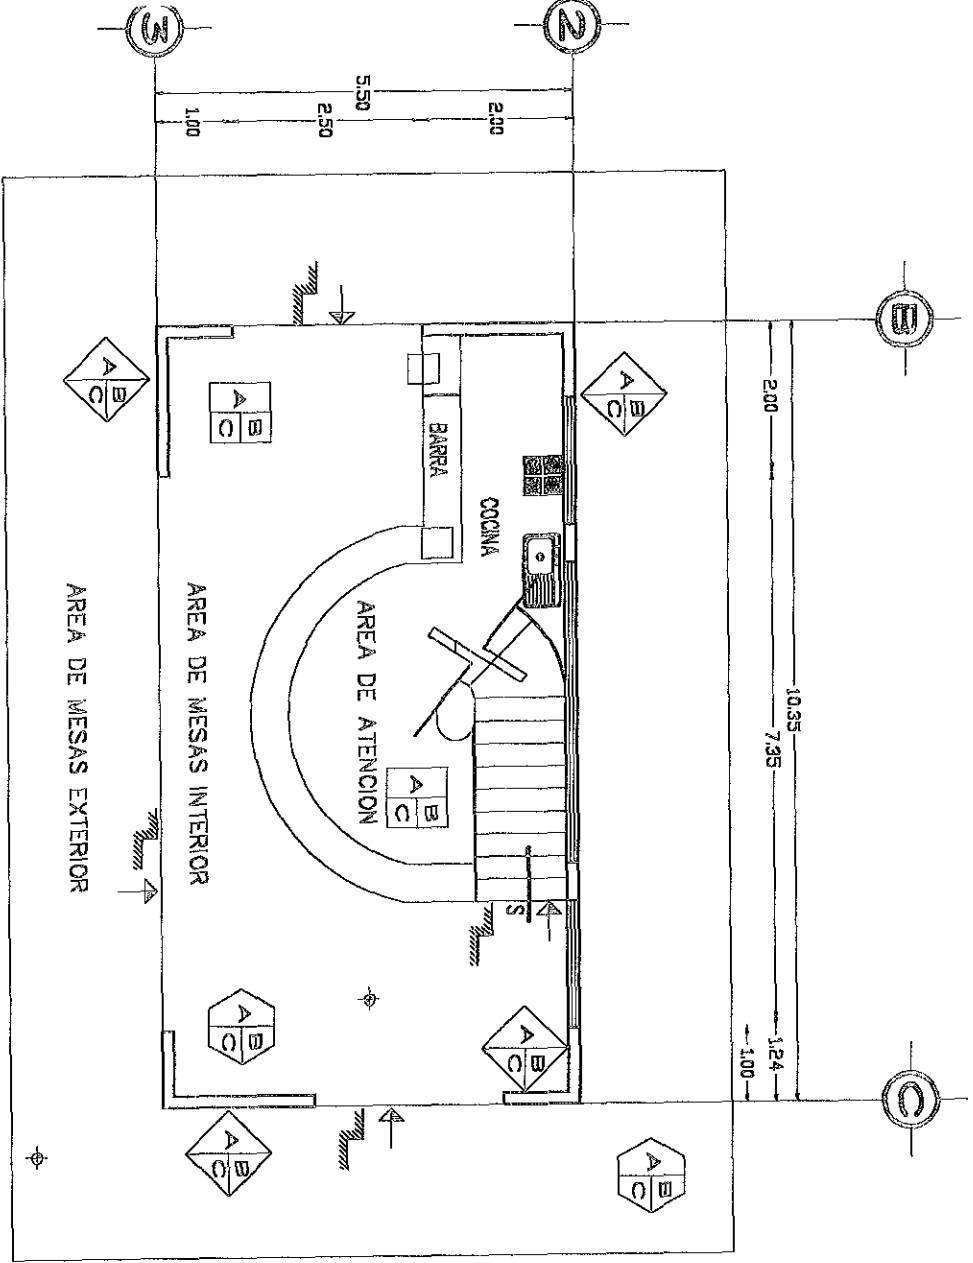 B C
10.35
2.00 7.35 1.24
1.00
A B C
A B C
2
A B C
S
2.00
COCINA
BARRA
A B C
AREA DE ATENCION
5.50
2.50
A B C
A B C
A B C
AREA DE MESAS INTERIOR
1.00
3
A B C
AREA DE MESAS EXTERIOR